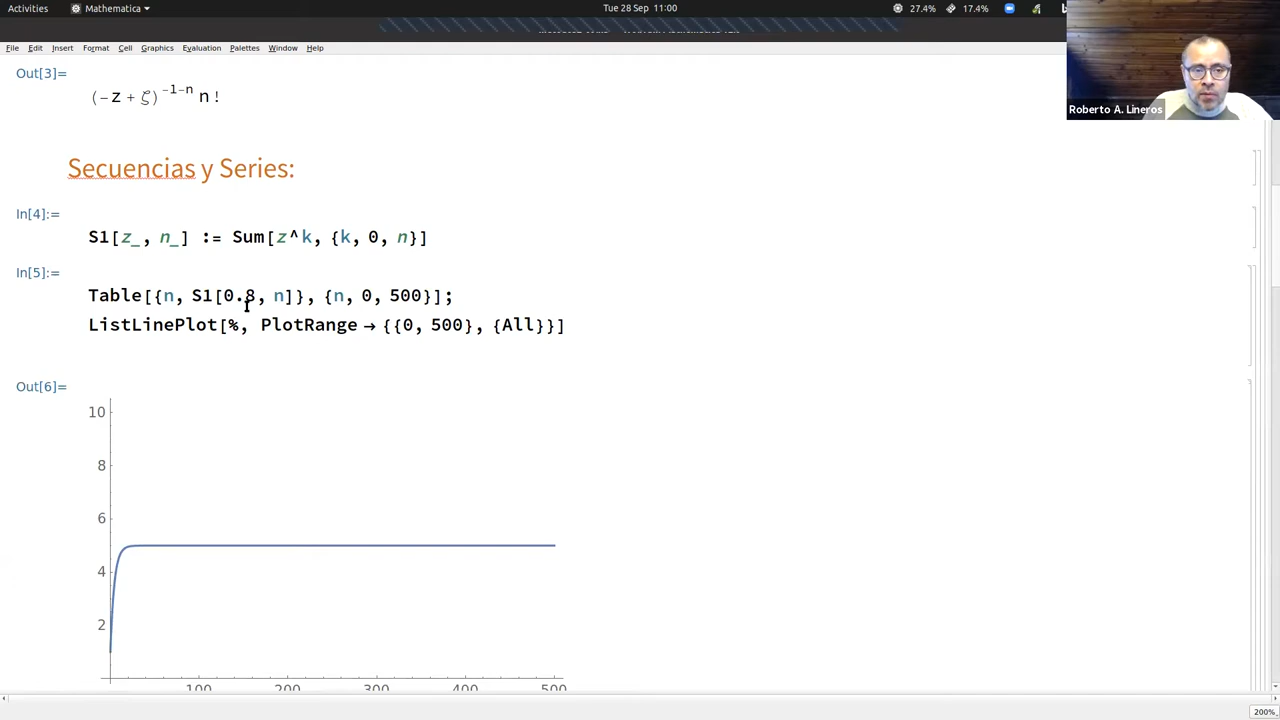 Activities
Mathematica
Tue 28 Sep 11:00
27.4%
17.4%
File Edit Insert Format Cell Graphics Evaluation Palettes Window Help
Roberto A. Lineros
Out[3]=
(-z + ζ)^-1-n n!
Secuencias y Series:
In[4]:=
S1[z_, n_] := Sum[z^k, {k, 0, n}]
In[5]:=
Table[{n, S1[0.8, n]}, {n, 0, 500}];
ListLinePlot[%, PlotRange → {{0, 500}, {All}}]
Out[6]=
10
8
6
4
2
100 200 300 400 500
200%